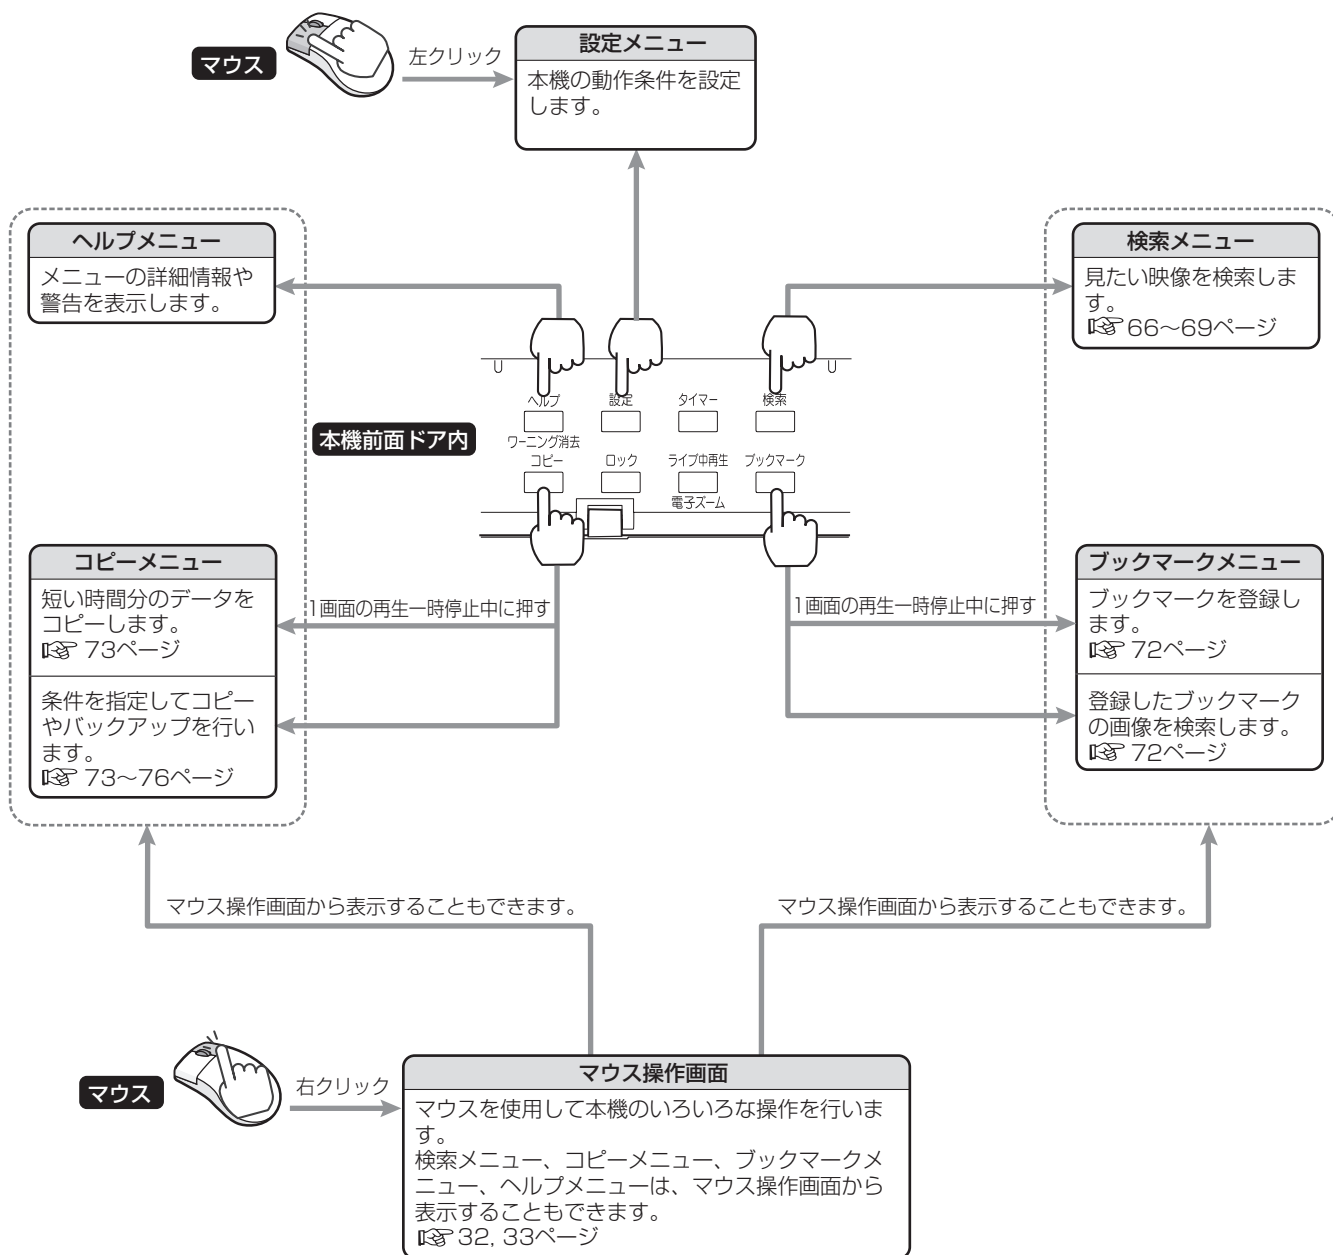 マウス
左クリック
設定メニュー
本機の動作条件を設定
します。
ヘルプメニュー
メニューの詳細情報や
警告を表示します。
検索メニュー
見たい映像を検索しま
す。
☞66〜69ページ
本機前面ドア内
U
U
ヘルプ 設定 タイマー 検索
ワーニング消去
コピー ロック ライブ中再生 ブックマーク
電子ズーム
コピーメニュー
短い時間分のデータを
コピーします。
☞ 73ページ
条件を指定してコピー
やバックアップを行い
ます。
☞ 73〜76ページ
1画面の再生一時停止中に押す
1画面の再生一時停止中に押す
ブックマークメニュー
ブックマークを登録し
ます。
☞ 72ページ
登録したブックマーク
の画像を検索します。
☞ 72ページ
マウス操作画面から表示することもできます。
マウス操作画面から表示することもできます。
マウス
右クリック
マウス操作画面
マウスを使用して本機のいろいろな操作を行いま
す。
検索メニュー、コピーメニュー、ブックマークメ
ニュー、ヘルプメニューは、マウス操作画面から
表示することもできます。
☞32, 33ページ